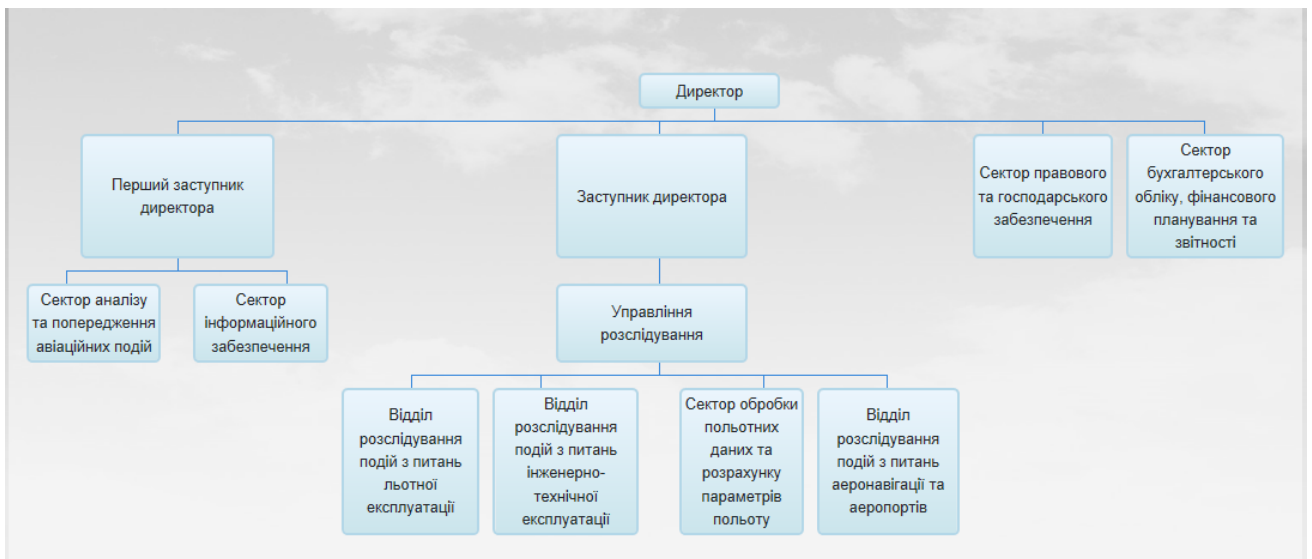 Директор
Перший заступник
директора
Заступник директора
Сектор правового
та господарського
забезпечення
Сектор
бухгалтерського
обліку, фінансового
планування та
звітності
Сектор аналізу
та попередження
авіаційних подій
Сектор
інформаційного
забезпечення
Управління
розслідування
Відділ
розслідування
подій з питань
льотної
експлуатації
Відділ
розслідування
подій з питань
інженерно-
технічної
експлуатації
Сектор обробки
польотних
даних та
розрахунку
параметрів
польоту
Відділ
розслідування
подій з питань
аеронавігації та
аеропортів